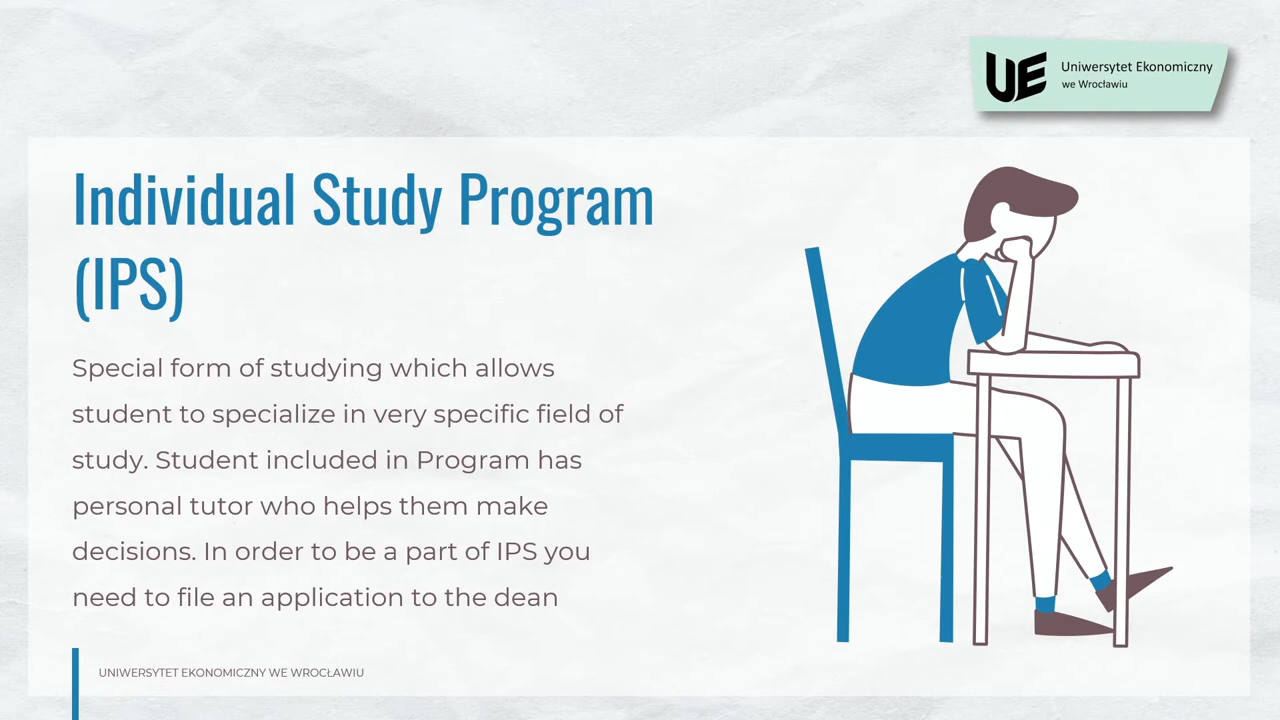 UE Uniwersytet Ekonomiczny
we Wrocławiu
Individual Study Program
(IPS)
Special form of studying which allows
student to specialize in very specific field of
study. Student included in Program has
personal tutor who helps them make
decisions. In order to be a part of IPS you
need to file an application to the dean
UNIWERSYTET EKONOMICZNY WE WROCŁAWIU